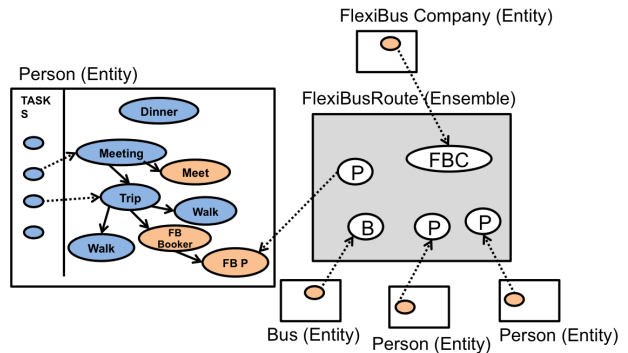 FlexiBus Company (Entity)
Person (Entity)
TASK
S
Dinner
Meeting
Meet
Trip
Walk
Walk
FB
Booker
FB P
FlexiBusRoute (Ensemble)
FBC
P
B
P
P
Bus (Entity)
Person (Entity)
Person (Entity)